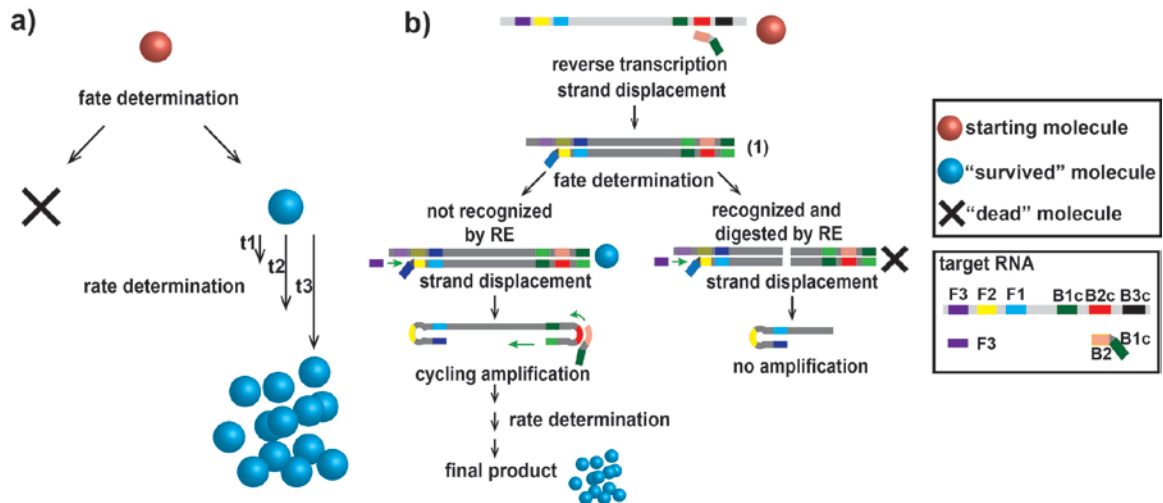 a)
fate determination
t1
t2
t3
rate determination
b)
reverse transcription
strand displacement
(1)
fate determination
not recognized
by RE
recognized and
digested by RE
strand displacement
strand displacement
cycling amplification
no amplification
rate determination
final product
starting molecule
“survived” molecule
“dead” molecule
target RNA
F3 F2 F1 B1c B2c B3c
F3
B1c
B2